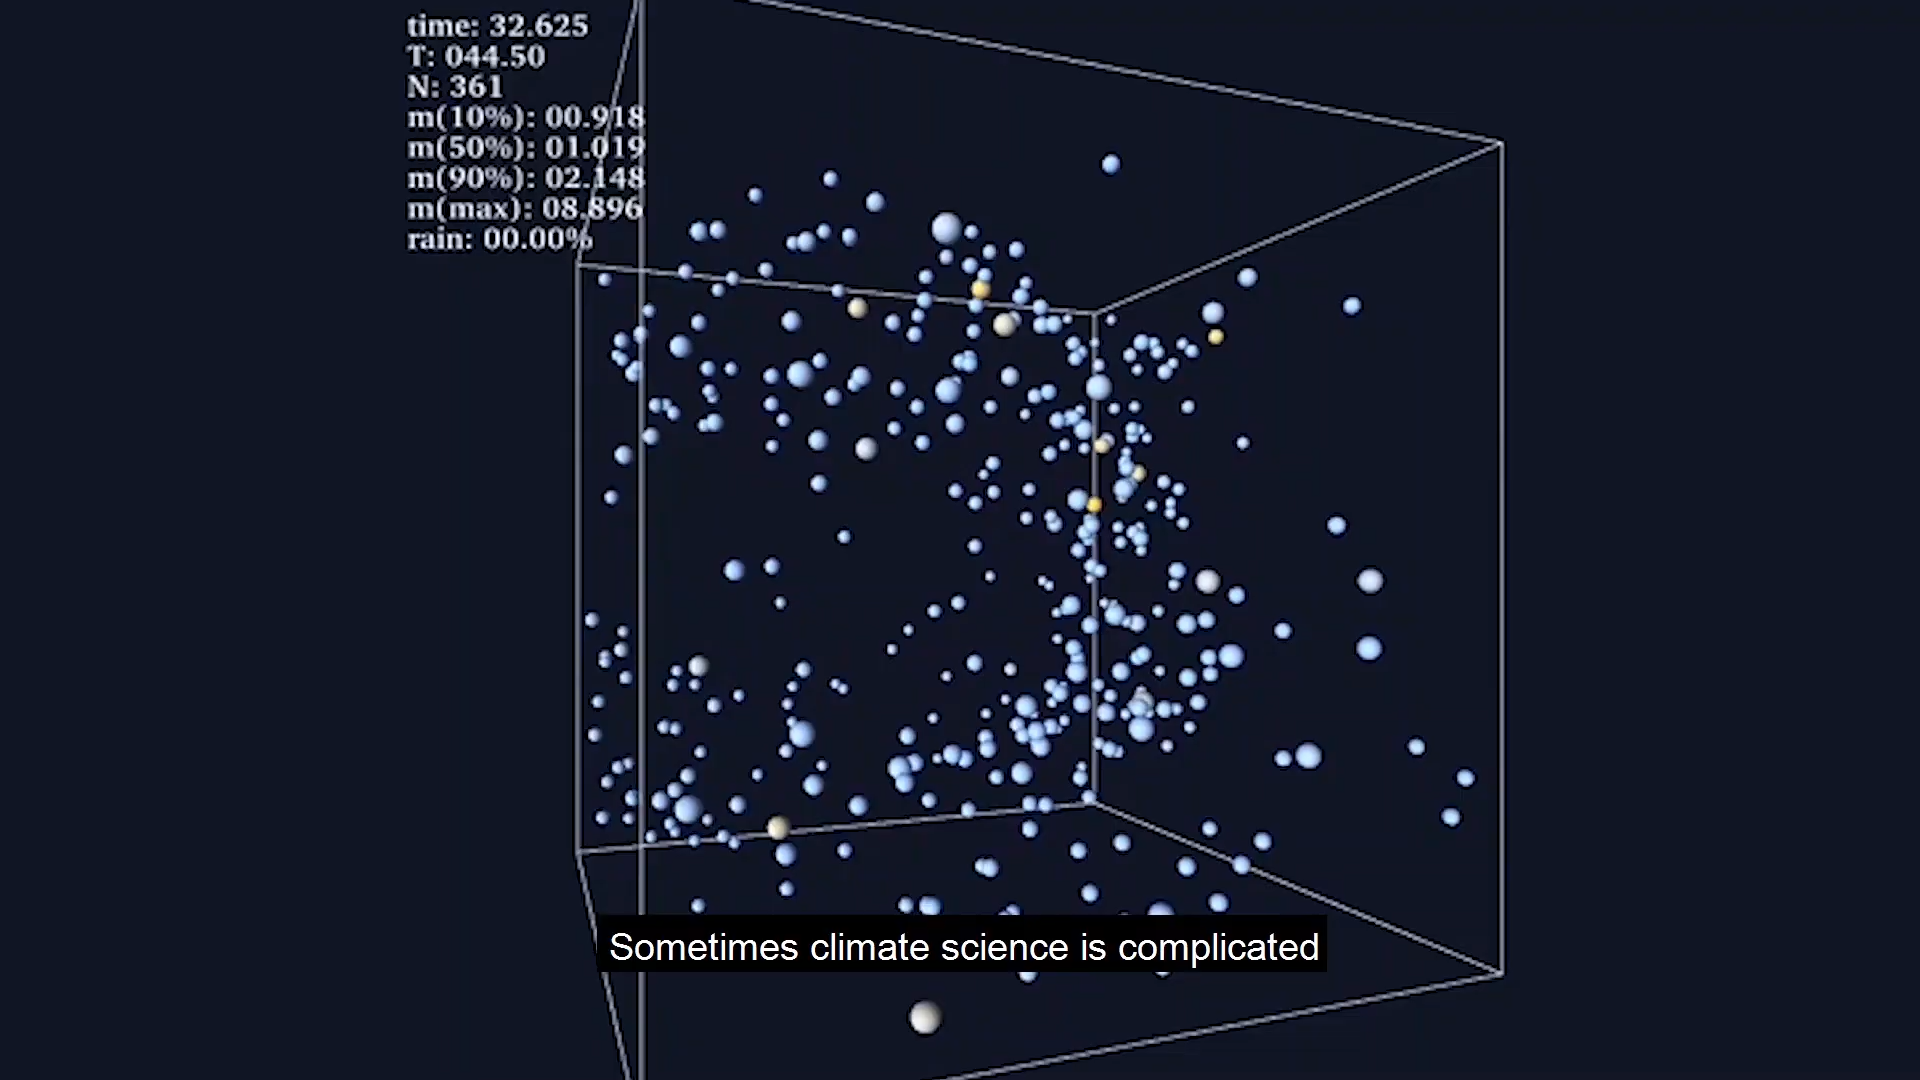 time: 32.625
T: 044.50
N: 361
m(10%): 00.918
m(50%): 01.019
m(90%): 02.148
m(max): 08.896
rain: 00.00%
Sometimes climate science is complicated